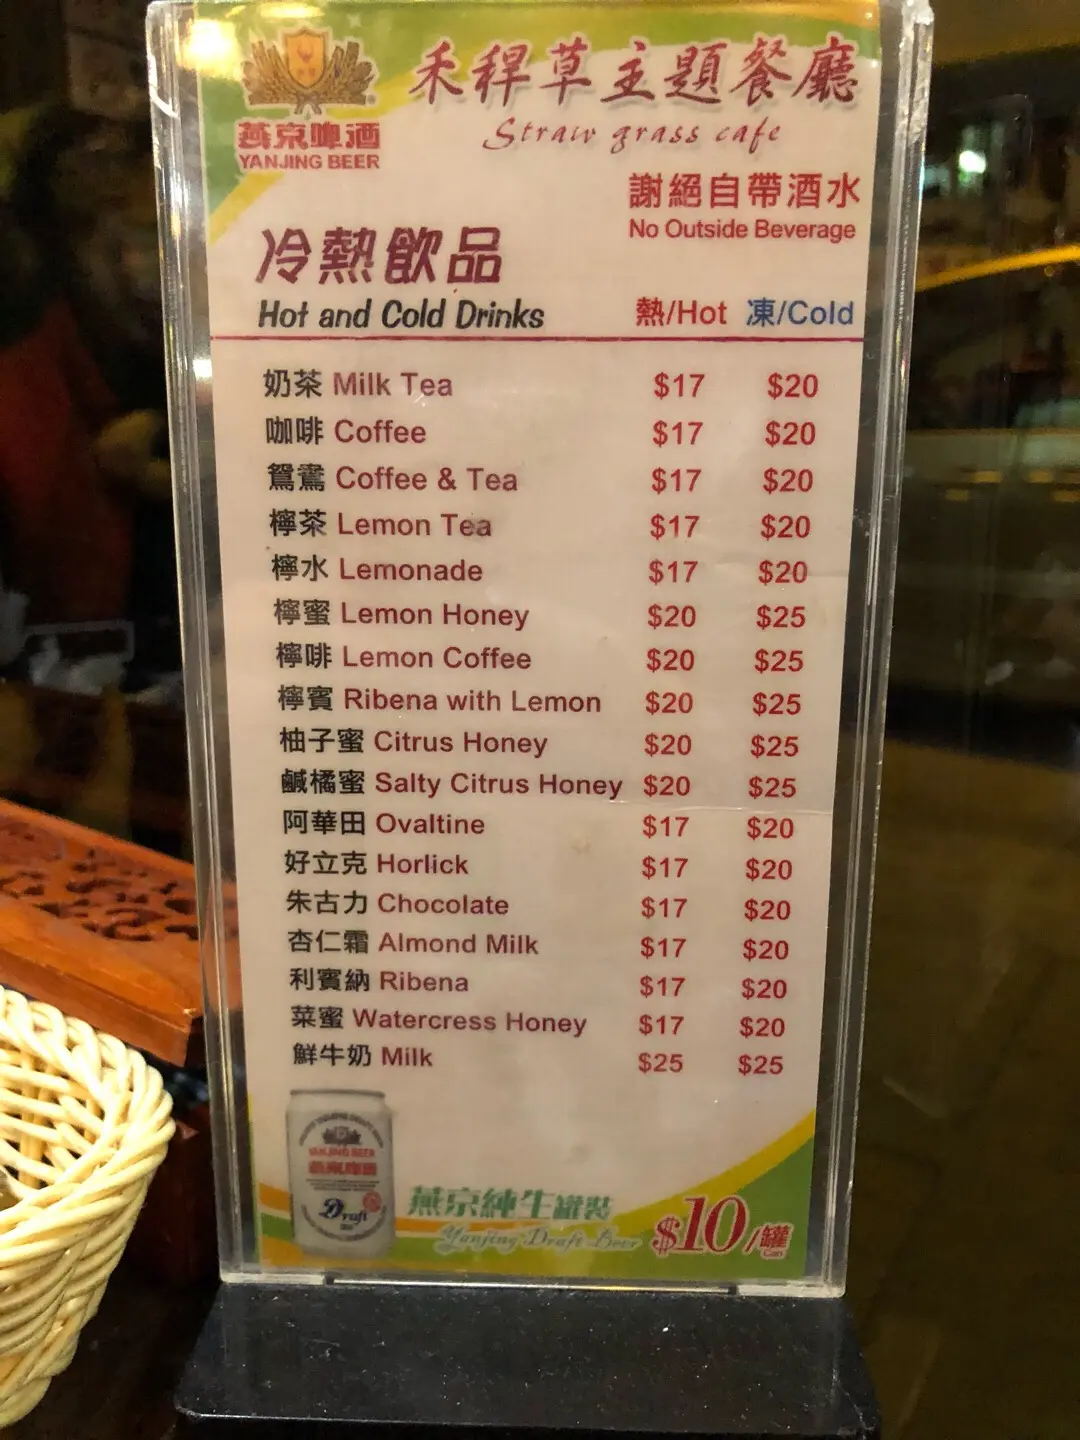 燕京啤酒
YANJING BEER
禾稈草主題餐廳
Straw grass cafe
謝絕自帶酒水
No Outside Beverage
冷熱飲品
Hot and Cold Drinks 熱/Hot 凍/Cold
奶茶 Milk Tea $17 $20
咖啡 Coffee $17 $20
鴛鴦 Coffee & Tea $17 $20
檸茶 Lemon Tea $17 $20
檸水 Lemonade $17 $20
檸蜜 Lemon Honey $20 $25
檸啡 Lemon Coffee $20 $25
檸賓 Ribena with Lemon $20 $25
柚子蜜 Citrus Honey $20 $25
鹹橘蜜 Salty Citrus Honey $20 $25
阿華田 Ovaltine $17 $20
好立克 Horlick $17 $20
朱古力 Chocolate $17 $20
杏仁霜 Almond Milk $17 $20
利賓納 Ribena $17 $20
菜蜜 Watercress Honey $17 $20
鮮牛奶 Milk $25 $25
YANJING BEER
燕京啤酒
Draft
燕京純生罐裝
Yanjing Draft Beer
$10/罐
Can